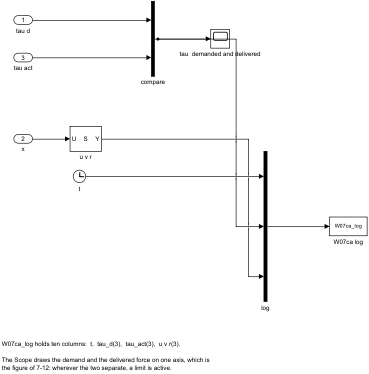 1
tau d
3
tau act
compare
tau demanded and delivered
2
x
U S Y
u v r
t
log
W07ca_log
W07ca log
W07ca_log holds ten columns: t, tau_d(3), tau_act(3), u v r(3).
The Scope draws the demand and the delivered force on one axis, which is
the figure of 7-12: wherever the two separate, a limit is active.